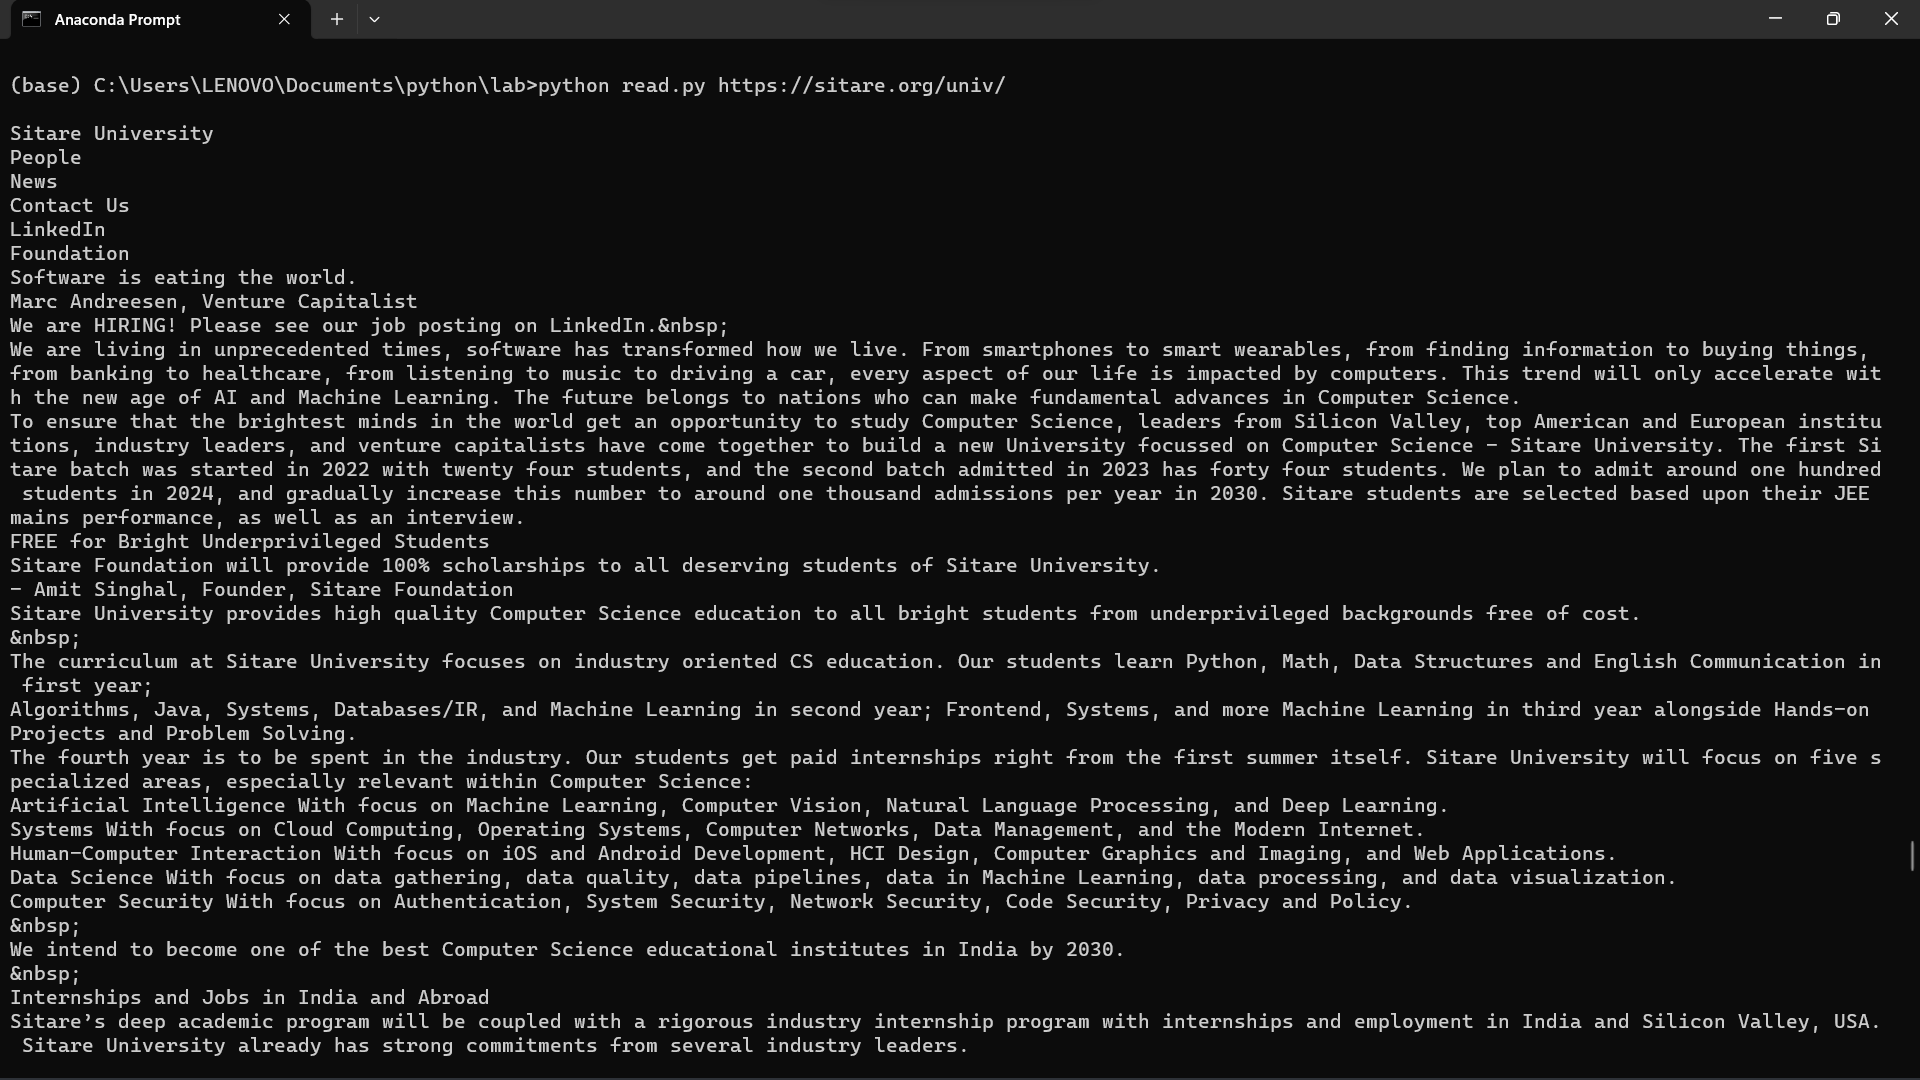 Anaconda Prompt
(base) C:\Users\LENOVO\Documents\python\lab>python read.py https://sitare.org/univ/
Sitare University
People
News
Contact Us
LinkedIn
Foundation
Software is eating the world.
Marc Andreesen, Venture Capitalist
We are HIRING! Please see our job posting on LinkedIn.&nbsp;
We are living in unprecedented times, software has transformed how we live. From smartphones to smart wearables, from finding information to buying things,
from banking to healthcare, from listening to music to driving a car, every aspect of our life is impacted by computers. This trend will only accelerate wit
h the new age of AI and Machine Learning. The future belongs to nations who can make fundamental advances in Computer Science.
To ensure that the brightest minds in the world get an opportunity to study Computer Science, leaders from Silicon Valley, top American and European institu
tions, industry leaders, and venture capitalists have come together to build a new University focussed on Computer Science – Sitare University. The first Si
tare batch was started in 2022 with twenty four students, and the second batch admitted in 2023 has forty four students. We plan to admit around one hundred
 students in 2024, and gradually increase this number to around one thousand admissions per year in 2030. Sitare students are selected based upon their JEE
mains performance, as well as an interview.
FREE for Bright Underprivileged Students
Sitare Foundation will provide 100% scholarships to all deserving students of Sitare University.
– Amit Singhal, Founder, Sitare Foundation
Sitare University provides high quality Computer Science education to all bright students from underprivileged backgrounds free of cost.
&nbsp;
The curriculum at Sitare University focuses on industry oriented CS education. Our students learn Python, Math, Data Structures and English Communication in
 first year;
Algorithms, Java, Systems, Databases/IR, and Machine Learning in second year; Frontend, Systems, and more Machine Learning in third year alongside Hands-on
Projects and Problem Solving.
The fourth year is to be spent in the industry. Our students get paid internships right from the first summer itself. Sitare University will focus on five s
pecialized areas, especially relevant within Computer Science:
Artificial Intelligence With focus on Machine Learning, Computer Vision, Natural Language Processing, and Deep Learning.
Systems With focus on Cloud Computing, Operating Systems, Computer Networks, Data Management, and the Modern Internet.
Human-Computer Interaction With focus on iOS and Android Development, HCI Design, Computer Graphics and Imaging, and Web Applications.
Data Science With focus on data gathering, data quality, data pipelines, data in Machine Learning, data processing, and data visualization.
Computer Security With focus on Authentication, System Security, Network Security, Code Security, Privacy and Policy.
&nbsp;
We intend to become one of the best Computer Science educational institutes in India by 2030.
&nbsp;
Internships and Jobs in India and Abroad
Sitare’s deep academic program will be coupled with a rigorous industry internship program with internships and employment in India and Silicon Valley, USA.
 Sitare University already has strong commitments from several industry leaders.